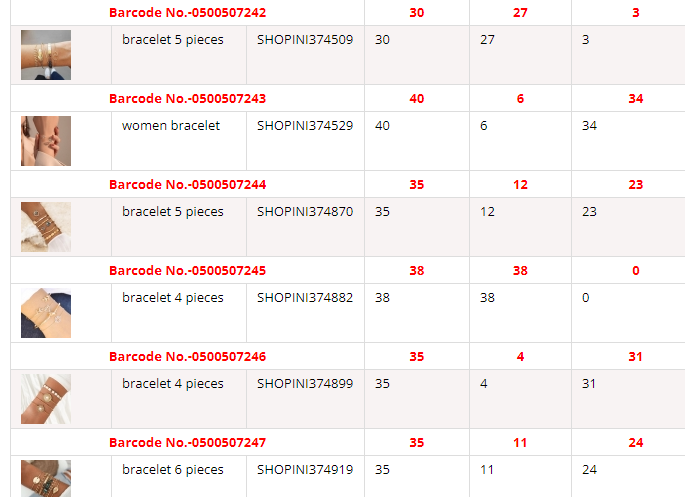 Barcode No.-0500507242 30 27 3
bracelet 5 pieces SHOPINI374509 30 27 3
Barcode No.-0500507243 40 6 34
women bracelet SHOPINI374529 40 6 34
Barcode No.-0500507244 35 12 23
bracelet 5 pieces SHOPINI374870 35 12 23
Barcode No.-0500507245 38 38 0
bracelet 4 pieces SHOPINI374882 38 38 0
Barcode No.-0500507246 35 4 31
bracelet 4 pieces SHOPINI374899 35 4 31
Barcode No.-0500507247 35 11 24
bracelet 6 pieces SHOPINI374919 35 11 24